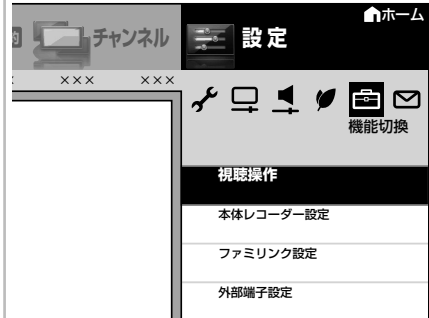 ホーム
的 チャンネル 設定
××× ×××
機能切換
視聴操作
本体レコーダー設定
ファミリンク設定
外部端子設定